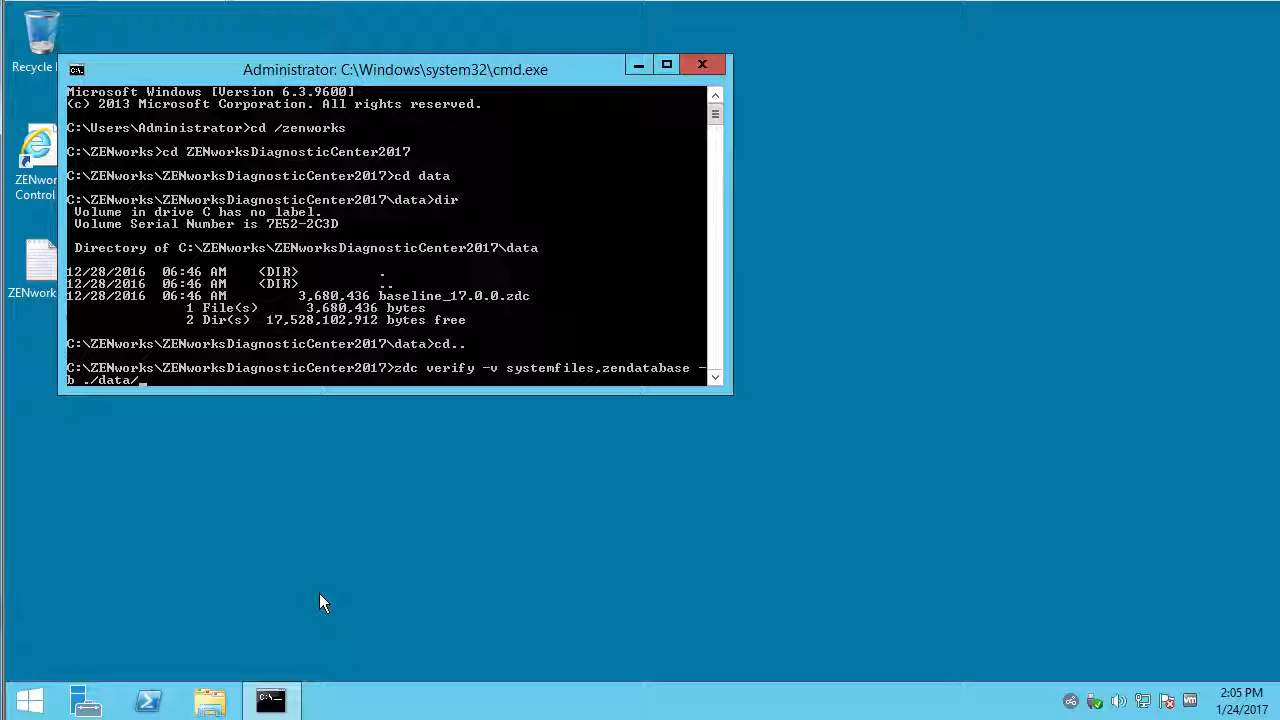 Recycle
Administrator: C:\Windows\system32\cmd.exe
Microsoft Windows [Version 6.3.9600]
(c) 2013 Microsoft Corporation. All rights reserved.
C:\Users\Administrator>cd /zenworks
C:\ZENworks>cd ZENworksDiagnosticCenter2017
C:\ZENworks\ZENworksDiagnosticCenter2017>cd data
C:\ZENworks\ZENworksDiagnosticCenter2017\data>dir
Volume in drive C has no label.
Volume Serial Number is 7E52-2C3D
Directory of C:\ZENworks\ZENworksDiagnosticCenter2017\data
12/28/2016 06:46 AM <DIR> .
12/28/2016 06:46 AM <DIR> ..
12/28/2016 06:46 AM 3,680,436 baseline_17.0.0.zdc
1 File(s) 3,680,436 bytes
2 Dir(s) 17,528,102,912 bytes free
C:\ZENworks\ZENworksDiagnosticCenter2017\data>cd..
C:\ZENworks\ZENworksDiagnosticCenter2017>zdc verify -v systemfiles,zendatabase -
b ./data/_
ZENwor
Control
ZENwork
C:\_
2:05 PM
1/24/2017